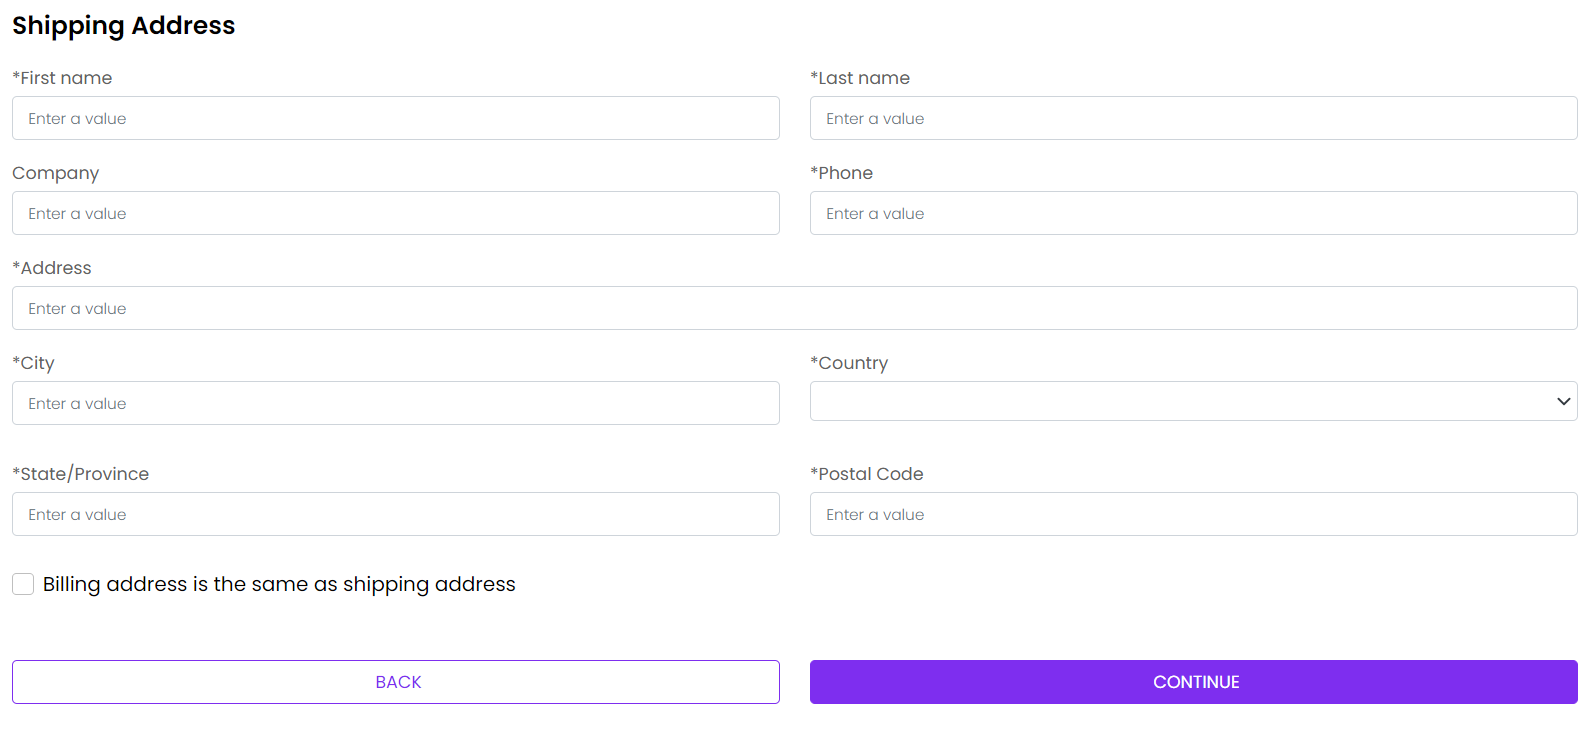 Shipping Address
*First name
*Last name
Enter a value
Enter a value
Company
*Phone
Enter a value
Enter a value
*Address
Enter a value
*City
*Country
Enter a value
*State/Province
*Postal Code
Enter a value
Enter a value
Billing address is the same as shipping address
BACK
CONTINUE